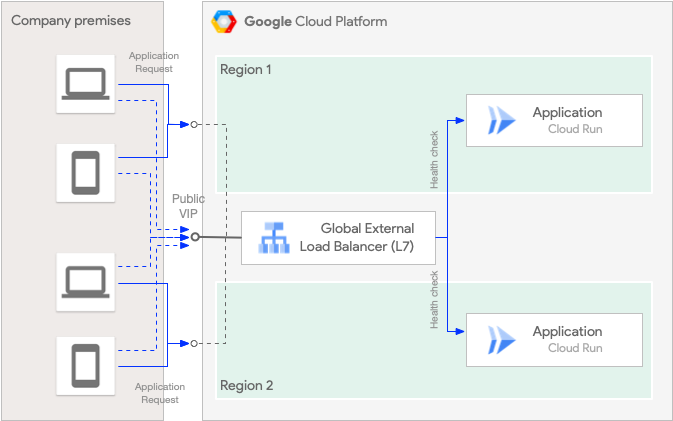 Company premises
Google Cloud Platform
Application
Request
Region 1
Application
Cloud Run
Health check
Public
VIP
Global External
Load Balancer (L7)
Health check
Application
Cloud Run
Region 2
Application
Request